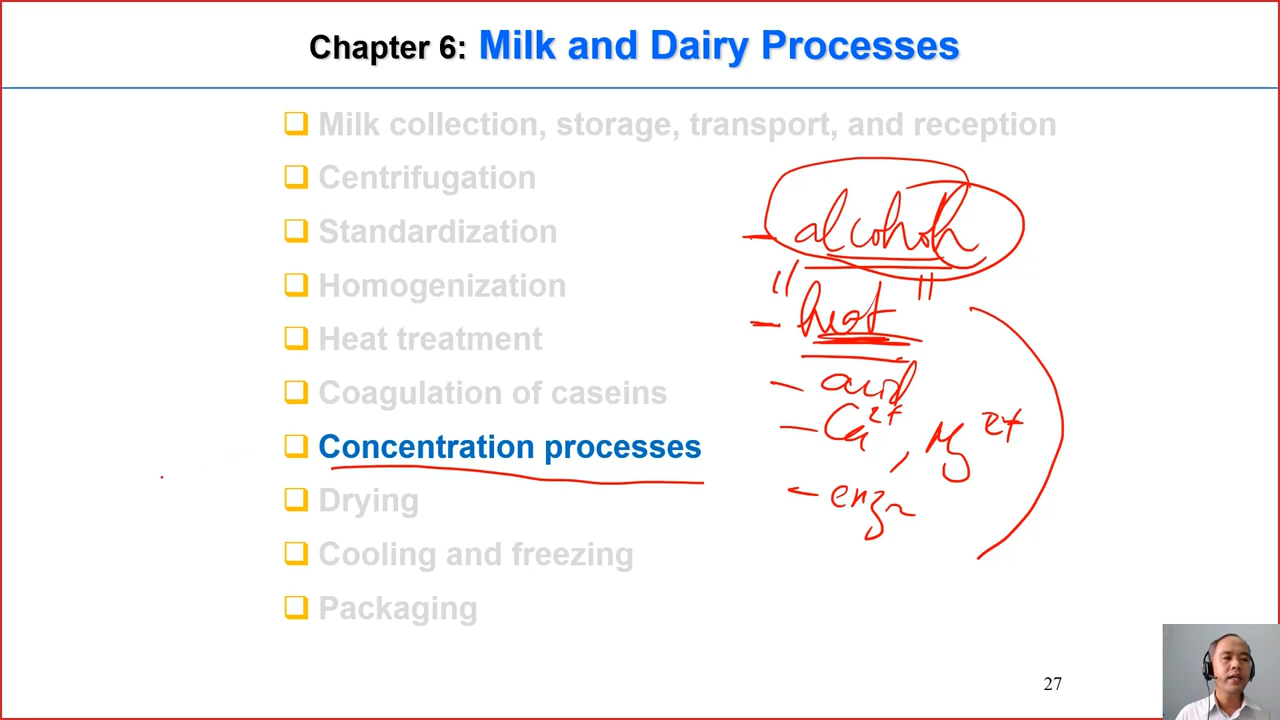 Chapter 6: Milk and Dairy Processes
Milk collection, storage, transport, and reception
Centrifugation
Standardization
Homogenization
Heat treatment
Coagulation of caseins
Concentration processes
Drying
Cooling and freezing
Packaging
- alcohol
" heat "
- acid
- Ca2+, Mg2+
- enz
27